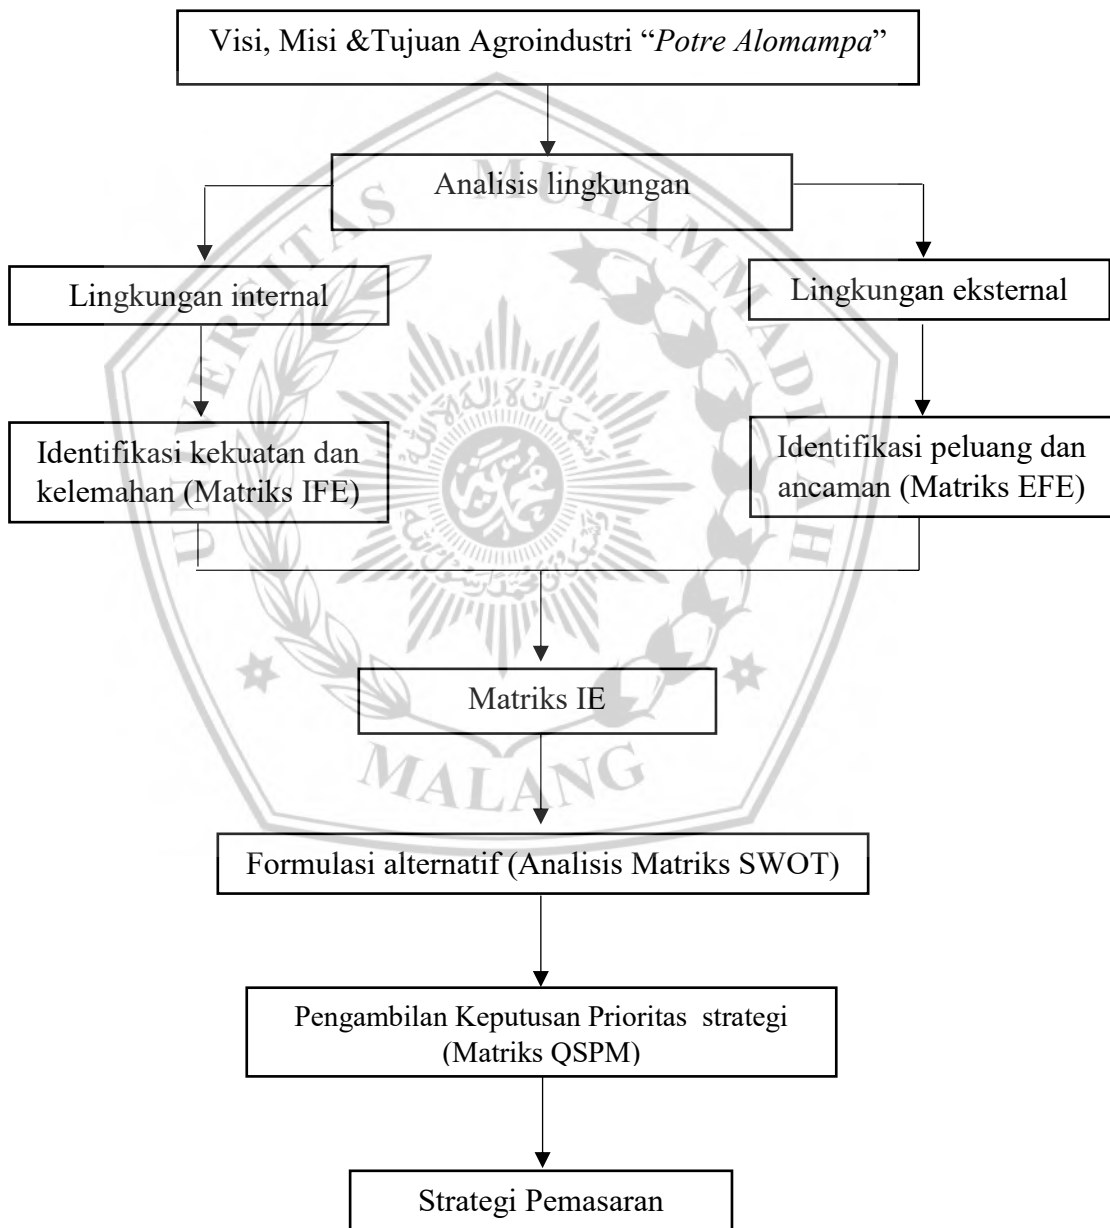 Visi, Misi &Tujuan Agroindustri “Potre Alomampa”
Analisis lingkungan
Lingkungan internal
Lingkungan eksternal
Identifikasi kekuatan dan
kelemahan (Matriks IFE)
Identifikasi peluang dan
ancaman (Matriks EFE)
Matriks IE
Formulasi alternatif (Analisis Matriks SWOT)
Pengambilan Keputusan Prioritas strategi
(Matriks QSPM)
Strategi Pemasaran
UNIVERSITAS MUHAMMADIYAH
MALANG